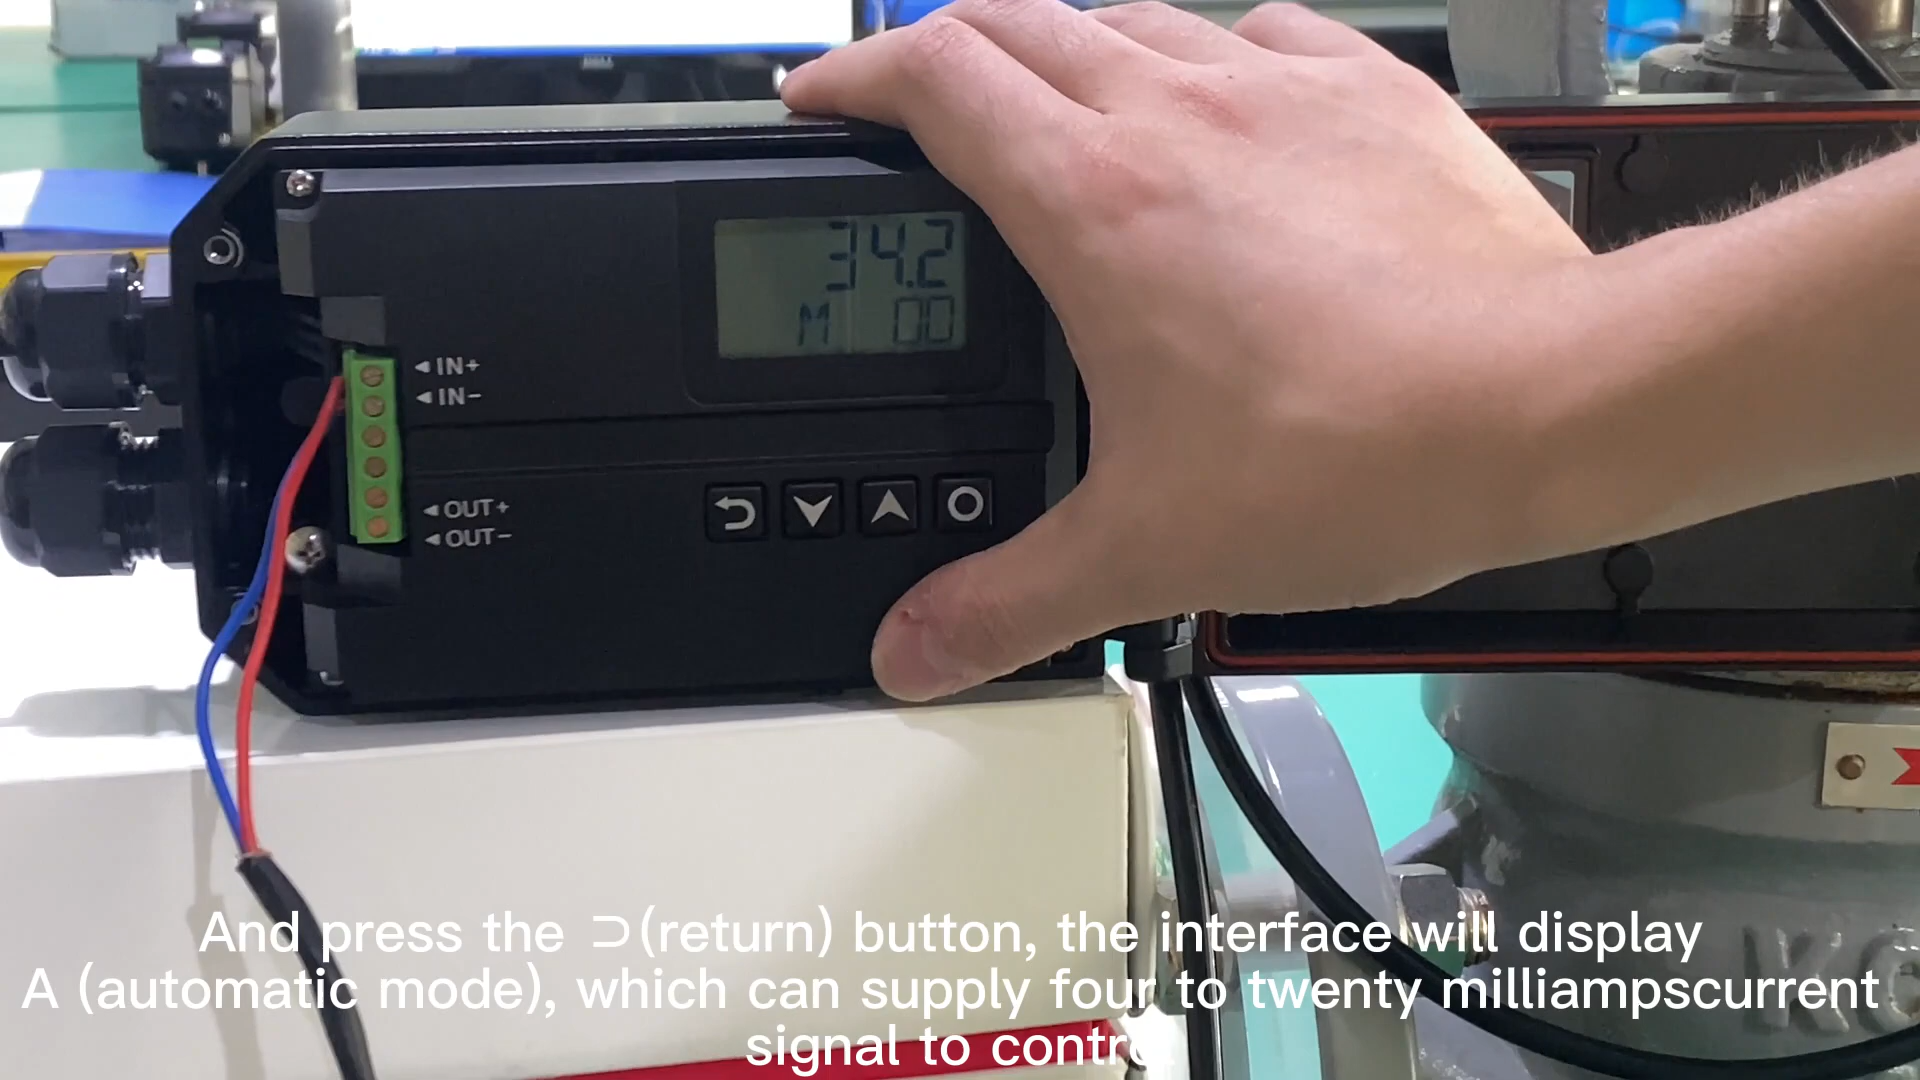 34.2
M 00
◄IN+
◄IN−
◄OUT+
◄OUT−
And press the ⊃(return) button, the interface will display
A (automatic mode), which can supply four to twenty milliampscurrent
signal to control